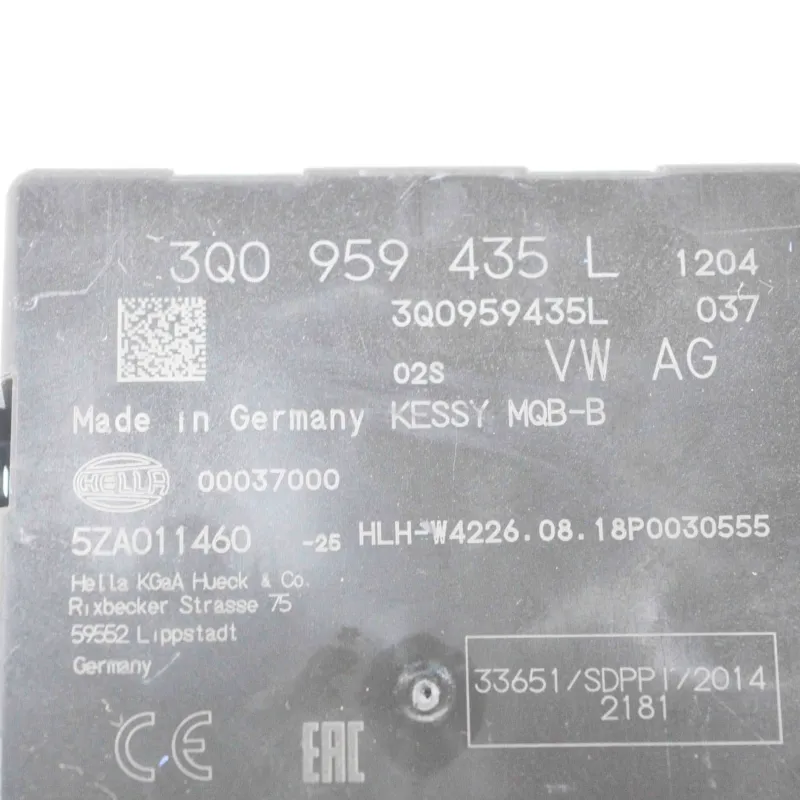 3Q0 959 435 L 1204
3Q0959435L 037
02S VW AG
Made in Germany KESSY MQB-B
HELLA 00037000
5ZA011460 -25 HLH-W4226.08.18P0030555
Hella KGaA Hueck & Co.
Rixbecker Strasse 75
59552 Lippstadt
Germany
33651/SDPPI/2014
2181
CE EAC